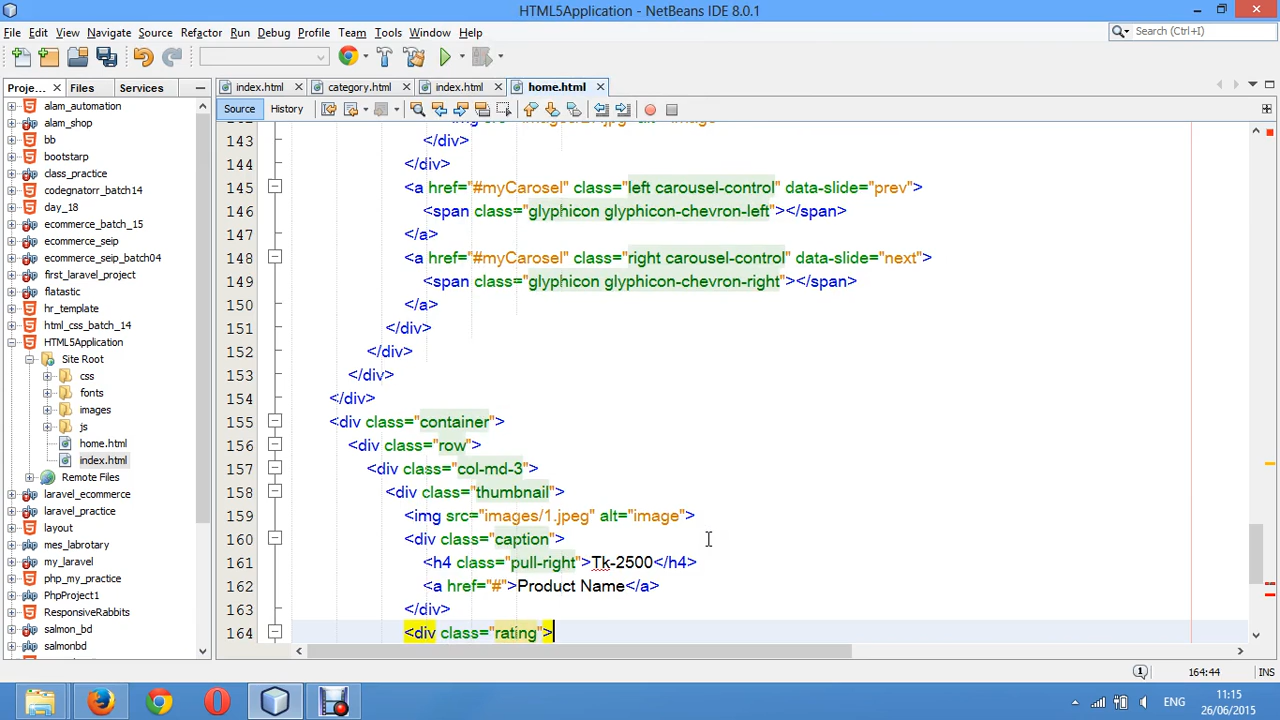 HTML5Application - NetBeans IDE 8.0.1
File Edit View Navigate Source Refactor Run Debug Profile Team Tools Window Help
Search (Ctrl+I)
Proje... Files Services
index.html category.html index.html home.html
Source History
alam_automation
alam_shop
bb
bootstarp
class_practice
codegnatorr_batch14
day_18
ecommerce_batch_15
ecommerce_seip
ecommerce_seip_batch04
first_laravel_project
flatastic
hr_template
html_css_batch_14
HTML5Application
Site Root
css
fonts
images
js
home.html
index.html
Remote Files
laravel_ecommerce
laravel_practice
layout
mes_labrotary
my_laravel
php_my_practice
PhpProject1
ResponsiveRabbits
salmon_bd
salmonbd
143 </div>
144 </div>
145 <a href="#myCarosel" class="left carousel-control" data-slide="prev">
146 <span class="glyphicon glyphicon-chevron-left"></span>
147 </a>
148 <a href="#myCarosel" class="right carousel-control" data-slide="next">
149 <span class="glyphicon glyphicon-chevron-right"></span>
150 </a>
151 </div>
152 </div>
153 </div>
154 </div>
155 <div class="container">
156 <div class="row">
157 <div class="col-md-3">
158 <div class="thumbnail">
159 <img src="images/1.jpeg" alt="image">
160 <div class="caption">
161 <h4 class="pull-right">Tk-2500</h4>
162 <a href="#">Product Name</a>
163 </div>
164 <div class="rating">
1
164:44
INS
ENG
11:15
26/06/2015